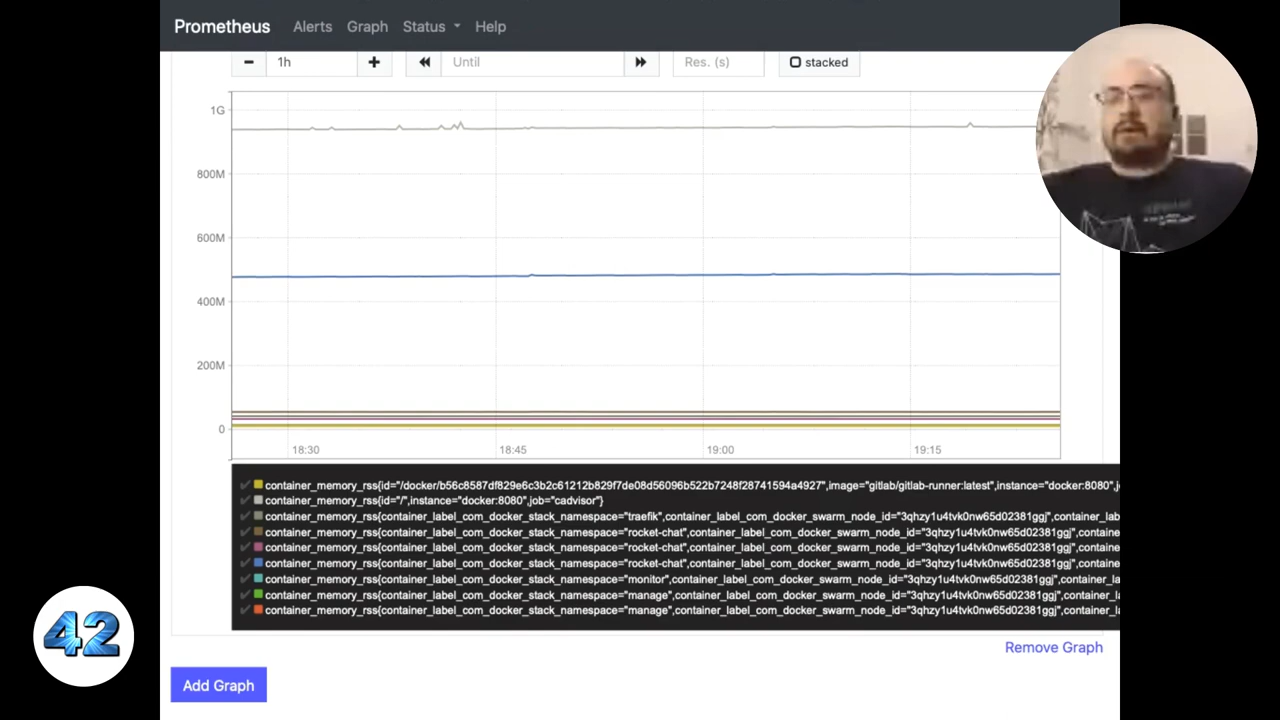 Prometheus Alerts Graph Status Help
1h Until Res. (s) stacked
1G
800M
600M
400M
200M
0
18:30 18:45 19:00 19:15
container_memory_rss{id="/docker/b56c8587df829e6c3b2c61212b829f7de08d56096b522b7248f28741594a4927",image="gitlab/gitlab-runner:latest",instance="docker:8080",j
container_memory_rss{id="/",instance="docker:8080",job="cadvisor"}
container_memory_rss{container_label_com_docker_stack_namespace="traefik",container_label_com_docker_swarm_node_id="3qhzy1u4tvk0nw65d02381ggj",container_lab
container_memory_rss{container_label_com_docker_stack_namespace="rocket-chat",container_label_com_docker_swarm_node_id="3qhzy1u4tvk0nw65d02381ggj",containe
container_memory_rss{container_label_com_docker_stack_namespace="rocket-chat",container_label_com_docker_swarm_node_id="3qhzy1u4tvk0nw65d02381ggj",containe
container_memory_rss{container_label_com_docker_stack_namespace="rocket-chat",container_label_com_docker_swarm_node_id="3qhzy1u4tvk0nw65d02381ggj",containe
container_memory_rss{container_label_com_docker_stack_namespace="monitor",container_label_com_docker_swarm_node_id="3qhzy1u4tvk0nw65d02381ggj",container_la
container_memory_rss{container_label_com_docker_stack_namespace="manage",container_label_com_docker_swarm_node_id="3qhzy1u4tvk0nw65d02381ggj",container_la
container_memory_rss{container_label_com_docker_stack_namespace="manage",container_label_com_docker_swarm_node_id="3qhzy1u4tvk0nw65d02381ggj",container_la
Remove Graph
Add Graph
42